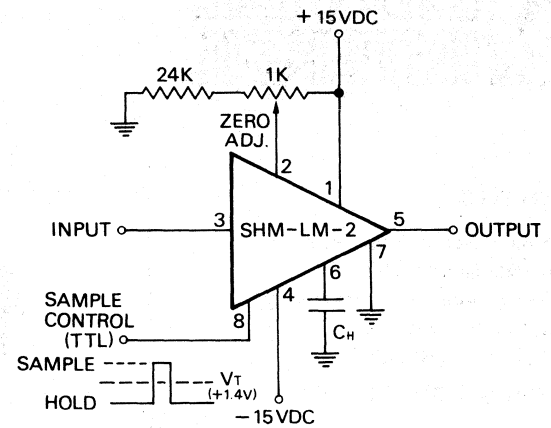 +15VDC
24K
1K
ZERO
ADJ.
2
1
INPUT
3
SHM-LM-2
5
OUTPUT
7
6
4
8
SAMPLE
CONTROL
(TTL)
CH
SAMPLE
VT
(+1.4V)
HOLD
-15VDC